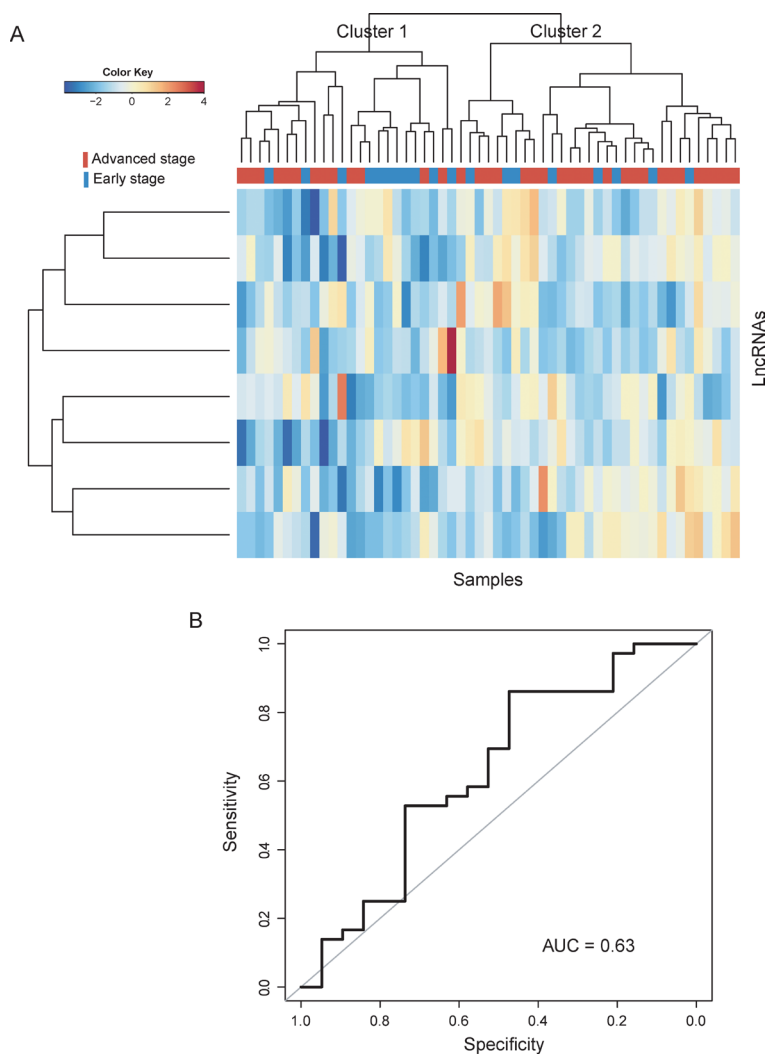 A
Cluster 1
Cluster 2
Color Key
−2 0 2 4
Advanced stage
Early stage
LncRNAs
Samples
B
1.0
0.8
0.6
0.4
0.2
0.0
Sensitivity
AUC = 0.63
1.0 0.8 0.6 0.4 0.2 0.0
Specificity